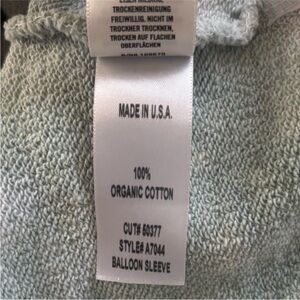 TROCKENREINIGUNG
FREIWILLIG. NICHT IM
TROCKNER TROCKNEN,
TROCKEN AUF FLACHEN
OBERFLÄCHEN
MADE IN U.S.A.
100%
ORGANIC COTTON
CUT# 50377
STYLE# A7044
BALLOON SLEEVE